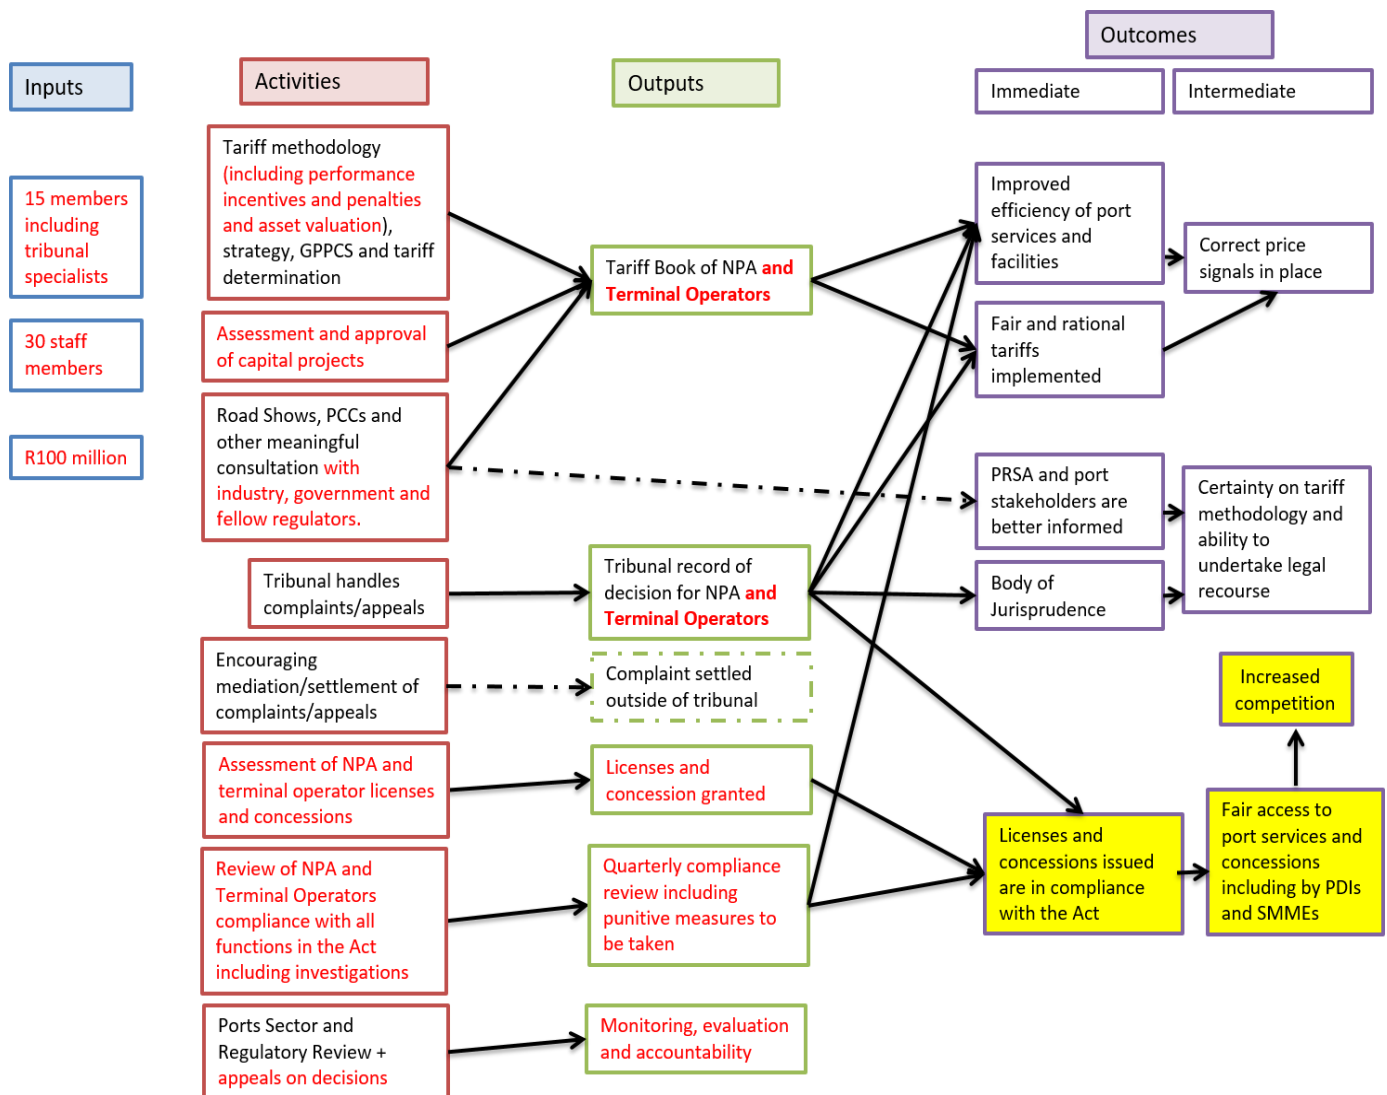 Outcomes
Inputs
Activities
Outputs
Immediate
Intermediate
15 members
including
tribunal
specialists
30 staff
members
R100 million
Tariff methodology
(including performance
incentives and penalties
and asset valuation),
strategy, GPPCS and tariff
determination
Assessment and approval
of capital projects
Road Shows, PCCs and
other meaningful
consultation with
industry, government and
fellow regulators.
Tribunal handles
complaints/appeals
Encouraging
mediation/settlement of
complaints/appeals
Assessment of NPA and
terminal operator licenses
and concessions
Review of NPA and
Terminal Operators
compliance with all
functions in the Act
including investigations
Ports Sector and
Regulatory Review +
appeals on decisions
Tariff Book of NPA and
Terminal Operators
Tribunal record of
decision for NPA and
Terminal Operators
Complaint settled
outside of tribunal
Licenses and
concession granted
Quarterly compliance
review including
punitive measures to
be taken
Monitoring, evaluation
and accountability
Improved
efficiency of port
services and
facilities
Fair and rational
tariffs
implemented
PRSA and port
stakeholders are
better informed
Body of
Jurisprudence
Licenses and
concessions issued
are in compliance
with the Act
Correct price
signals in place
Certainty on tariff
methodology and
ability to
undertake legal
recourse
Increased
competition
Fair access to
port services and
concessions
including by PDIs
and SMMEs